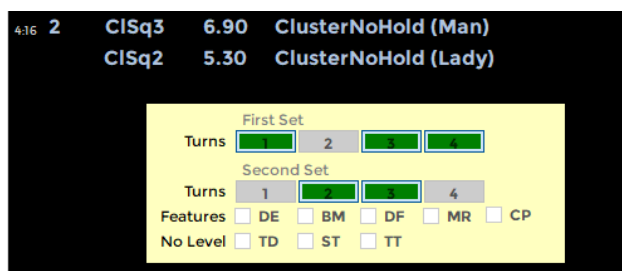 4:16 2 ClSq3 6.90 ClusterNoHold (Man)
ClSq2 5.30 ClusterNoHold (Lady)
First Set
Turns 1 2 3 4
Second Set
Turns 1 2 3 4
Features DE BM DF MR CP
No Level TD ST TT